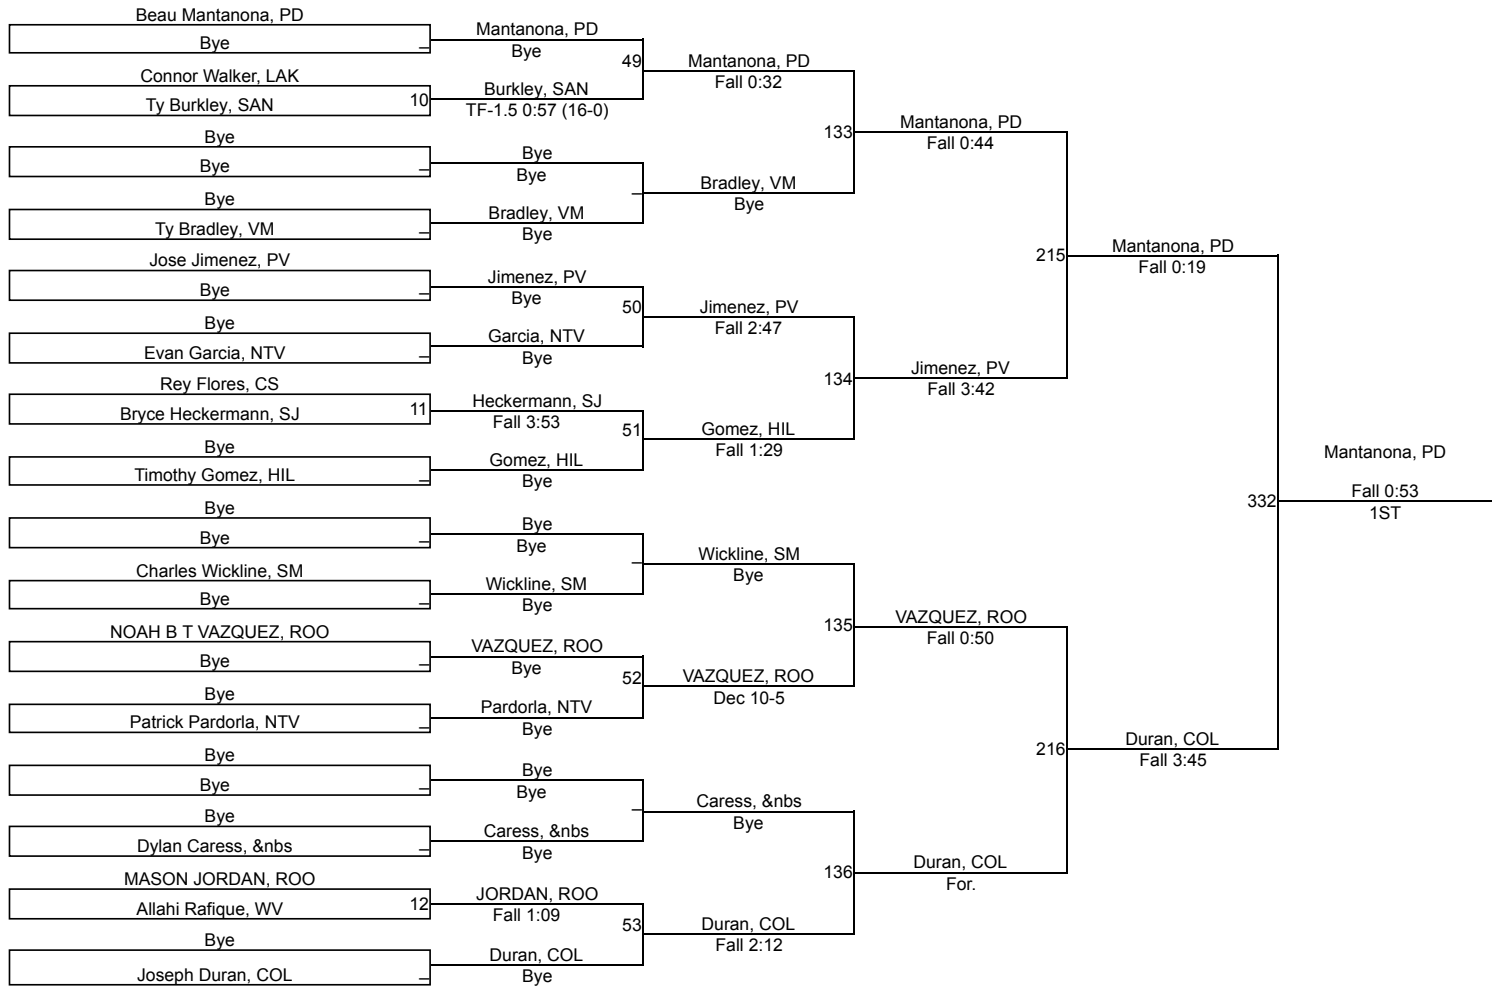 Beau Mantanona, PD
Bye
Connor Walker, LAK
Ty Burkley, SAN
10
Bye
Bye
Bye
Ty Bradley, VM
Jose Jimenez, PV
Bye
Bye
Evan Garcia, NTV
Rey Flores, CS
Bryce Heckermann, SJ
11
Bye
Timothy Gomez, HIL
Bye
Bye
Charles Wickline, SM
Bye
NOAH B T VAZQUEZ, ROO
Bye
Bye
Patrick Pardorla, NTV
Bye
Bye
Bye
Dylan Caress, &nbs
MASON JORDAN, ROO
Allahi Rafique, WV
12
Bye
Joseph Duran, COL
Mantanona, PD
Bye
49
Burkley, SAN
TF-1.5 0:57 (16-0)
Bye
Bye
Bradley, VM
Bye
Jimenez, PV
Bye
50
Garcia, NTV
Bye
Heckermann, SJ
Fall 3:53
51
Gomez, HIL
Bye
Bye
Bye
Wickline, SM
Bye
VAZQUEZ, ROO
Bye
52
Pardorla, NTV
Bye
Bye
Bye
Caress, &nbs
Bye
JORDAN, ROO
Fall 1:09
53
Duran, COL
Bye
Mantanona, PD
Fall 0:32
133
Bradley, VM
Bye
Jimenez, PV
Fall 2:47
134
Gomez, HIL
Fall 1:29
Wickline, SM
Bye
135
VAZQUEZ, ROO
Dec 10-5
Caress, &nbs
Bye
136
Duran, COL
Fall 2:12
Mantanona, PD
Fall 0:44
215
Jimenez, PV
Fall 3:42
VAZQUEZ, ROO
Fall 0:50
216
Duran, COL
For.
Mantanona, PD
Fall 0:19
332
Duran, COL
Fall 3:45
Mantanona, PD
Fall 0:53
1ST